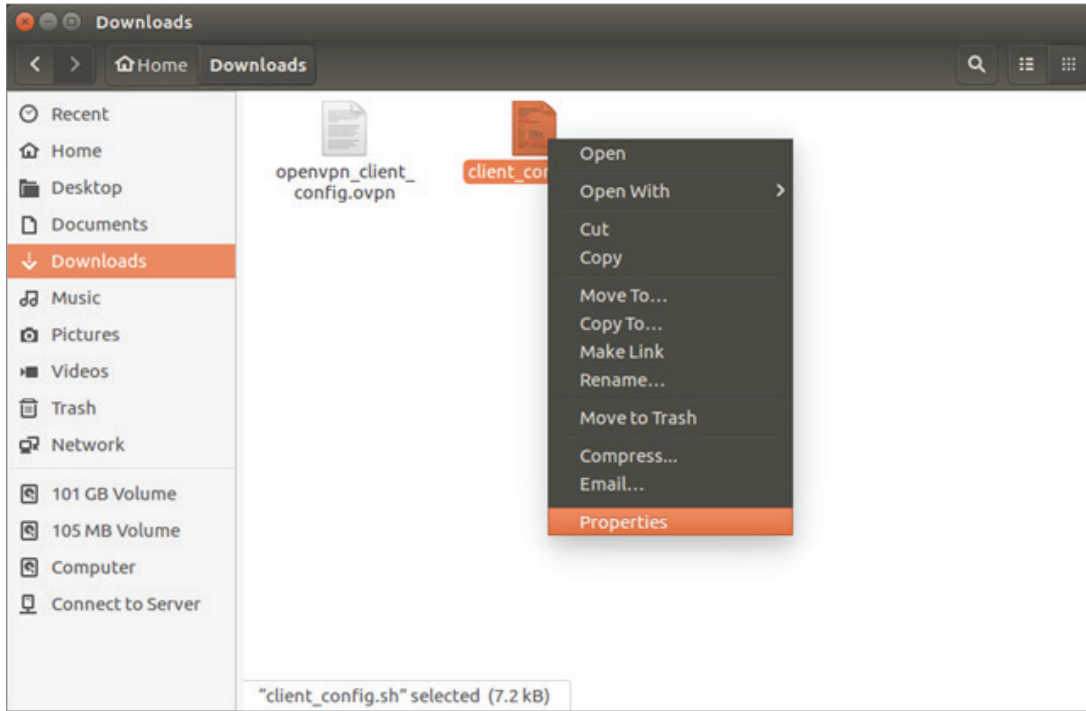 Downloads
Home Downloads
Recent
Home
Desktop
Documents
Downloads
Music
Pictures
Videos
Trash
Network
101 GB Volume
105 MB Volume
Computer
Connect to Server
openvpn_client_
config.ovpn
client_con
Open
Open With
Cut
Copy
Move To...
Copy To...
Make Link
Rename...
Move to Trash
Compress...
Email...
Properties
"client_config.sh" selected (7.2 kB)